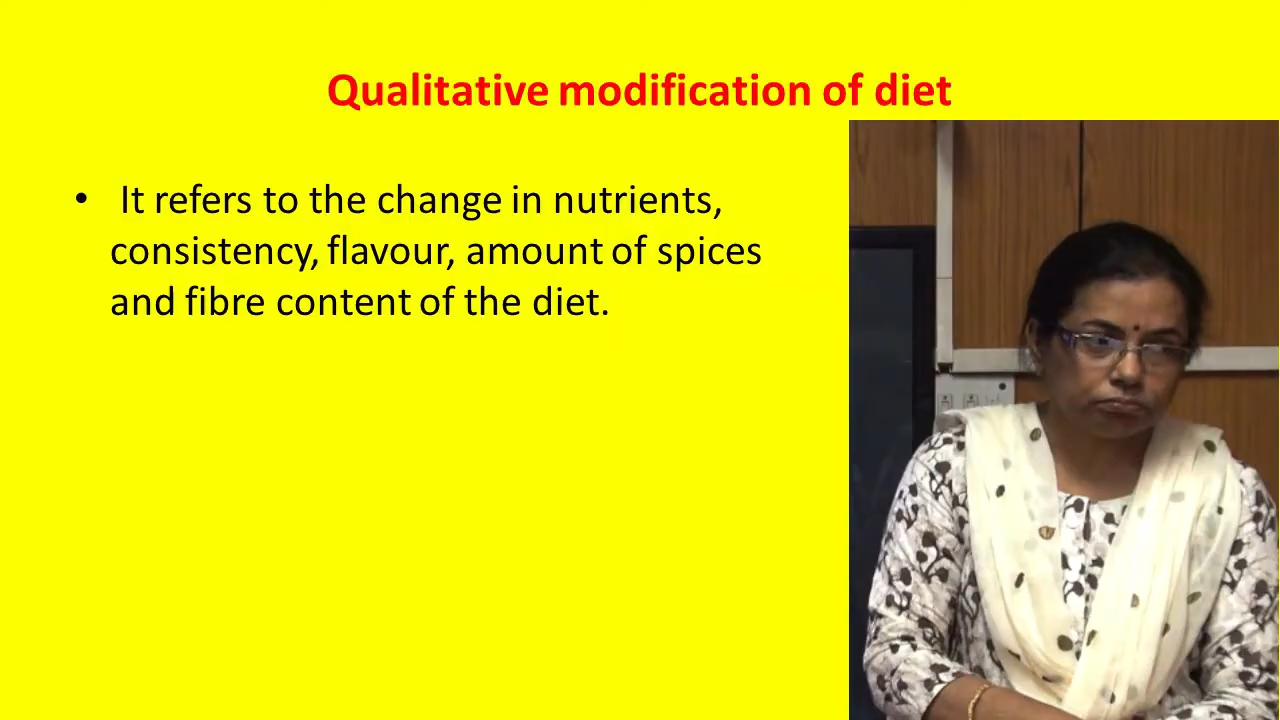 Qualitative modification of diet
• It refers to the change in nutrients,
consistency, flavour, amount of spices
and fibre content of the diet.